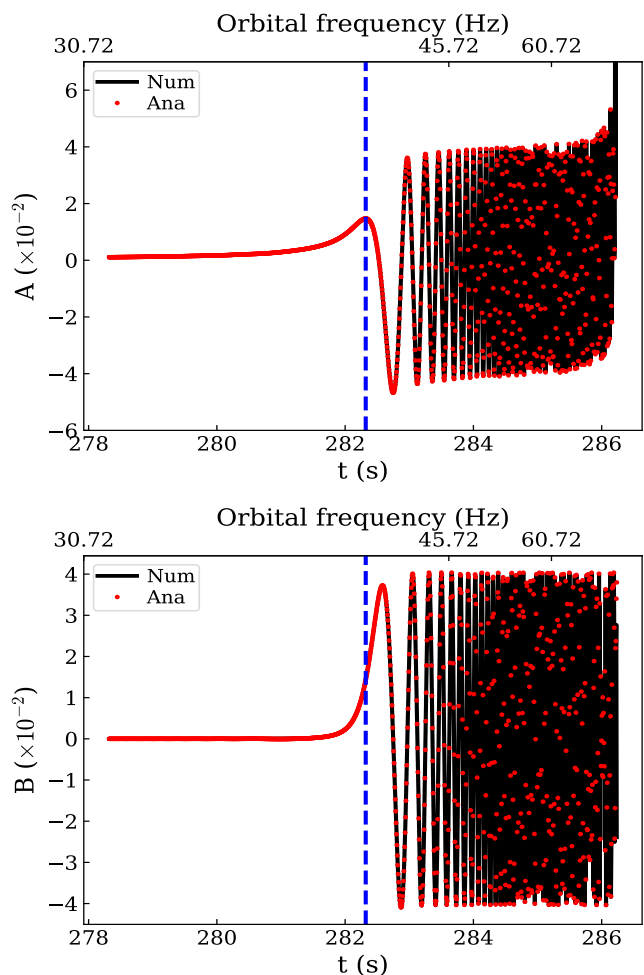 Orbital frequency (Hz)
30.72 45.72 60.72
Num
Ana
6
4
2
0
−2
−4
−6
A (×10−2)
278 280 282 284 286
t (s)
Orbital frequency (Hz)
30.72 45.72 60.72
Num
Ana
4
3
2
1
0
−1
−2
−3
−4
B (×10−2)
278 280 282 284 286
t (s)